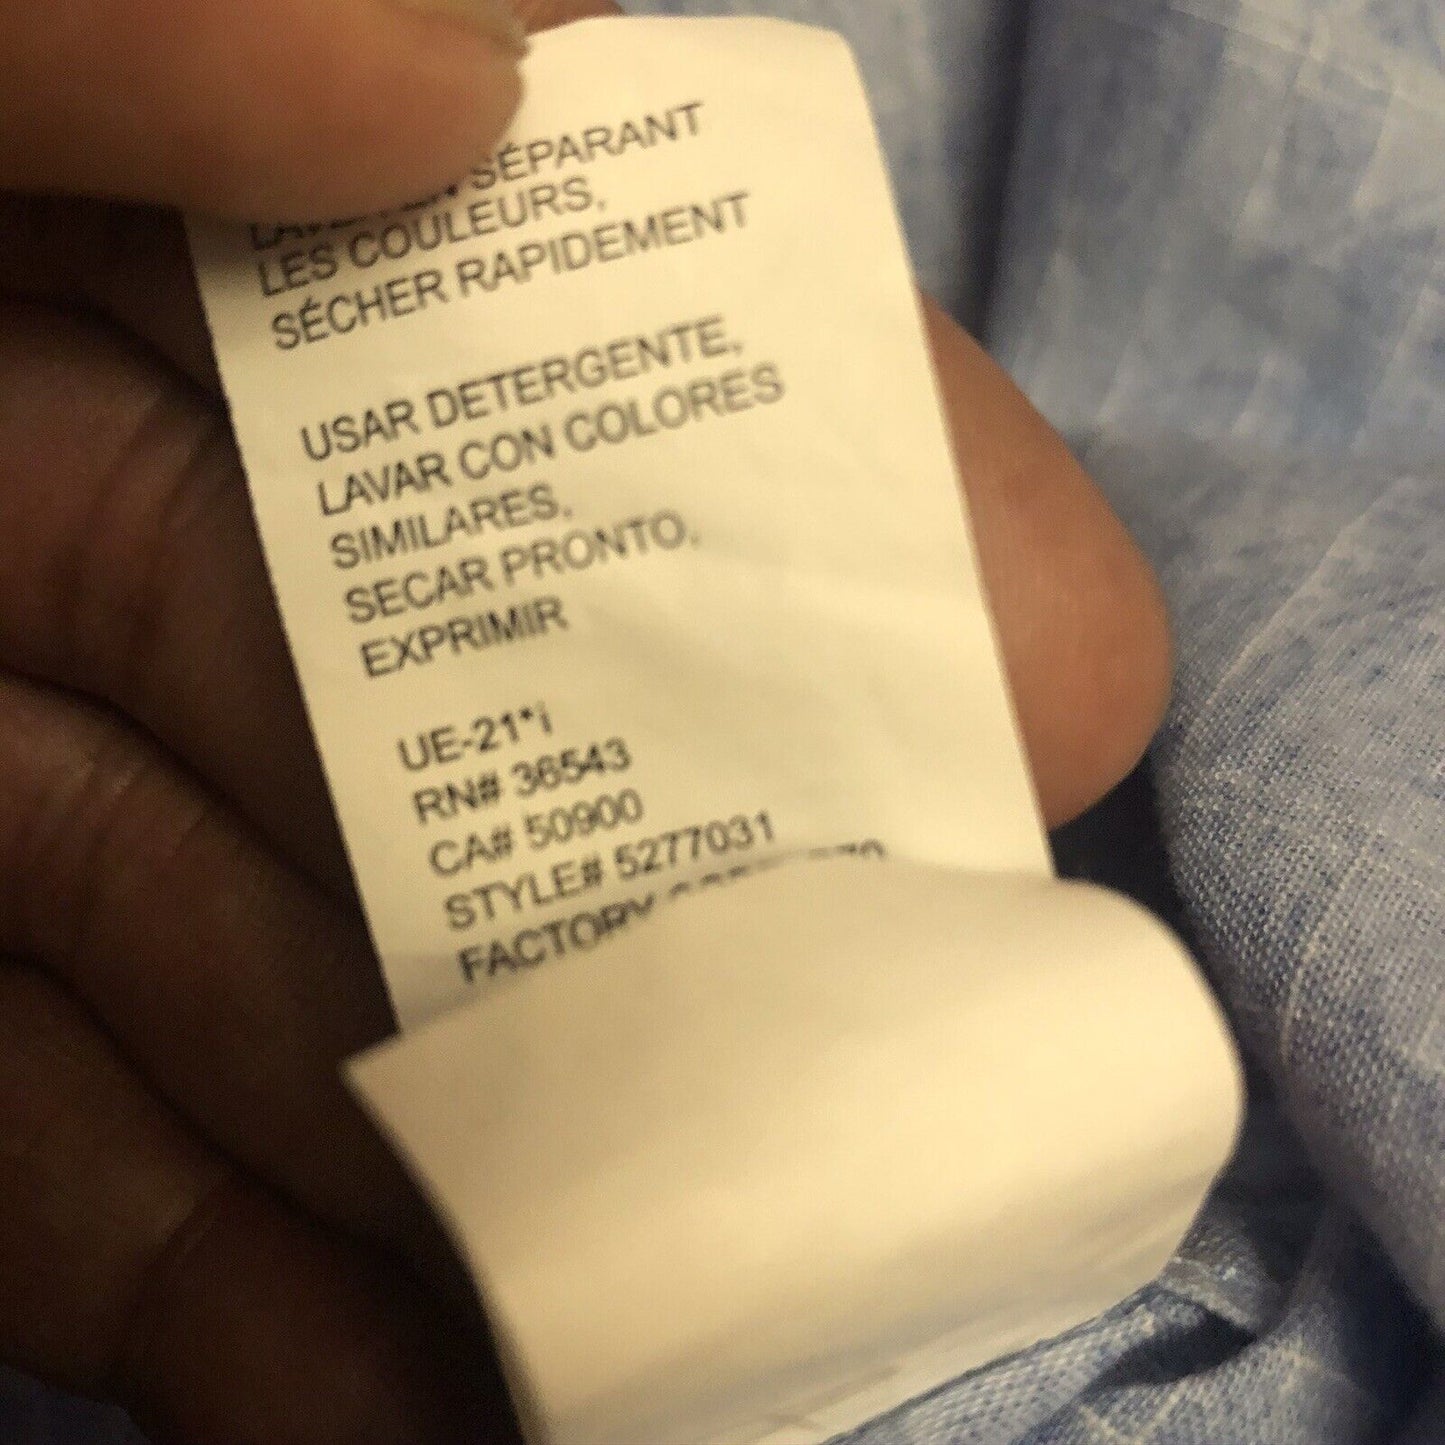 SÉPARANT
LES COULEURS,
SÉCHER RAPIDEMENT
USAR DETERGENTE,
LAVAR CON COLORES
SIMILARES,
SECAR PRONTO,
EXPRIMIR
UE-21*i
RN# 36543
CA# 50900
STYLE# 5277031
FACTORY